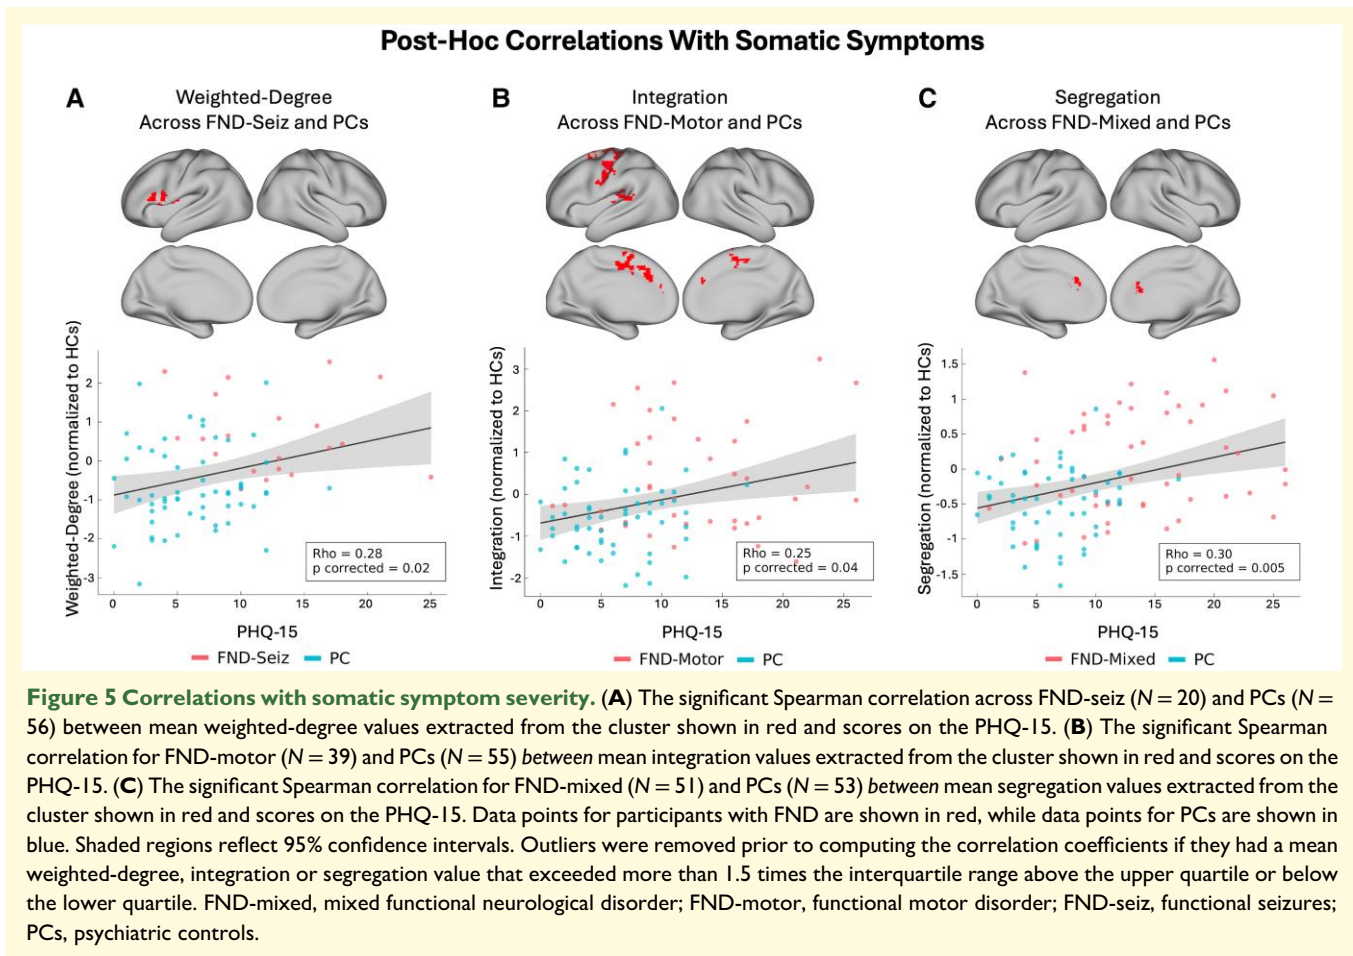 Post-Hoc Correlations With Somatic Symptoms
A
Weighted-Degree
Across FND-Seiz and PCs
B
Integration
Across FND-Motor and PCs
C
Segregation
Across FND-Mixed and PCs
Weighted-Degree (normalized to HCs)
2
1
0
-1
-2
-3
Rho = 0.28
p corrected = 0.02
0 5 10 15 20 25
PHQ-15
FND-Seiz PC
Integration (normalized to HCs)
3
2
1
0
-1
-2
Rho = 0.25
p corrected = 0.04
0 5 10 15 20 25
PHQ-15
FND-Motor PC
Segregation (normalized to HCs)
1.5
1
0.5
0
-0.5
-1
-1.5
Rho = 0.30
p corrected = 0.005
0 5 10 15 20 25
PHQ-15
FND-Mixed PC
Figure 5 Correlations with somatic symptom severity. (A) The significant Spearman correlation across FND-seiz (N = 20) and PCs (N =
56) between mean weighted-degree values extracted from the cluster shown in red and scores on the PHQ-15. (B) The significant Spearman
correlation for FND-motor (N = 39) and PCs (N = 55) between mean integration values extracted from the cluster shown in red and scores on the
PHQ-15. (C) The significant Spearman correlation for FND-mixed (N = 51) and PCs (N = 53) between mean segregation values extracted from the
cluster shown in red and scores on the PHQ-15. Data points for participants with FND are shown in red, while data points for PCs are shown in
blue. Shaded regions reflect 95% confidence intervals. Outliers were removed prior to computing the correlation coefficients if they had a mean
weighted-degree, integration or segregation value that exceeded more than 1.5 times the interquartile range above the upper quartile or below
the lower quartile. FND-mixed, mixed functional neurological disorder; FND-motor, functional motor disorder; FND-seiz, functional seizures;
PCs, psychiatric controls.